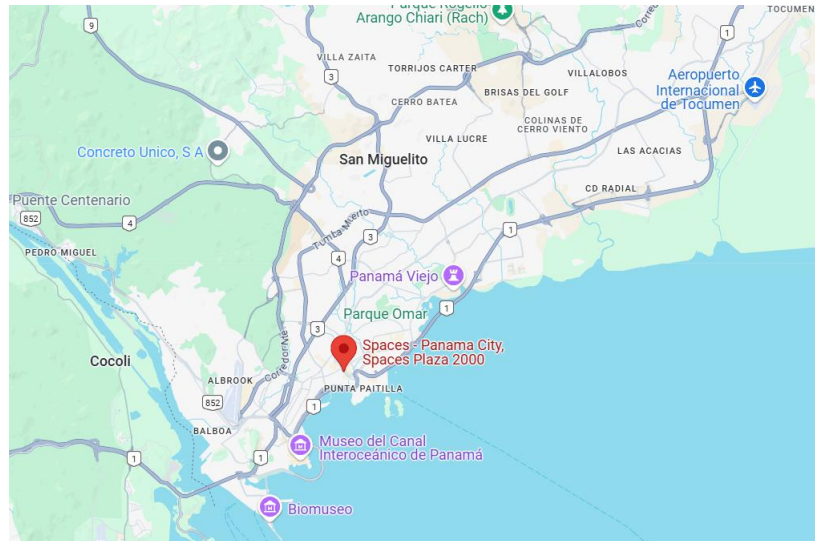 Parque Rogelio
Arango Chiari (Rach)
TOCUMEN
1
9
VILLA ZAITA
3
TORRIJOS CARTER
VILLALOBOS
BRISAS DEL GOLF
Aeropuerto
Internacional
de Tocumen
CERRO BATEA
COLINAS DE
CERRO VIENTO
VILLA LUCRE
LAS ACACIAS
Concreto Unico, S A
San Miguelito
CD RADIAL
Puente Centenario
852
4
Tumba Muerto
1
3
PEDRO MIGUEL
4
Panamá Viejo
1
Parque Omar
3
1
Spaces - Panama City,
Spaces Plaza 2000
Cocoli
ALBROOK
PUNTA PAITILLA
852
1
BALBOA
Museo del Canal
Interoceánico de Panamá
1
1
Biomuseo